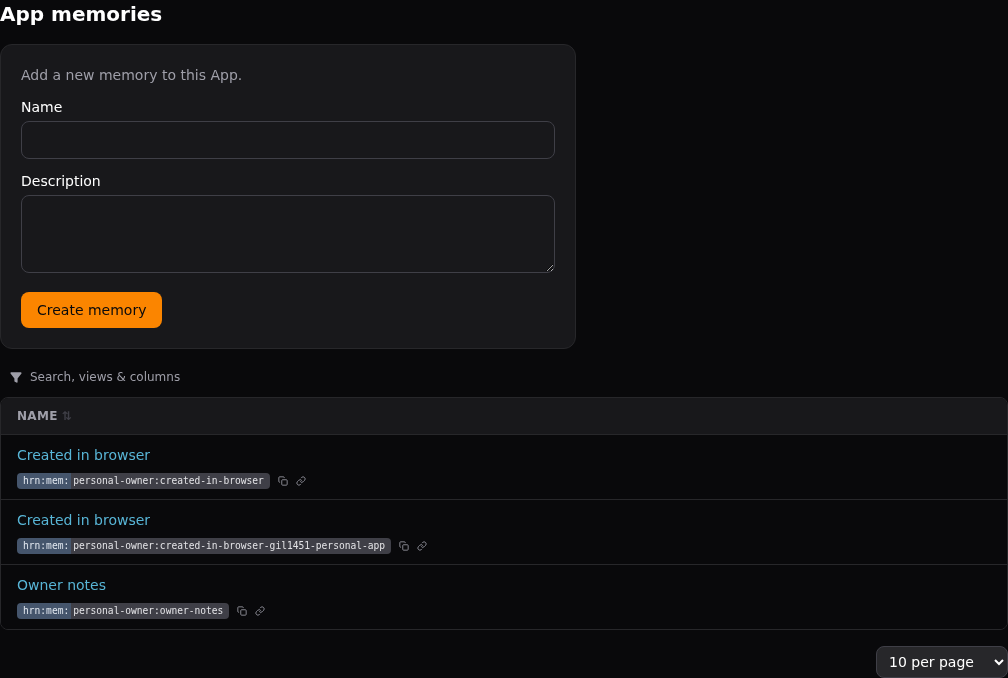 App memories
Add a new memory to this App.
Name
Description
Create memory
Search, views & columns
NAME
Created in browser
hrn:mem: personal-owner:created-in-browser
Created in browser
hrn:mem: personal-owner:created-in-browser-gil1451-personal-app
Owner notes
hrn:mem: personal-owner:owner-notes
10 per page